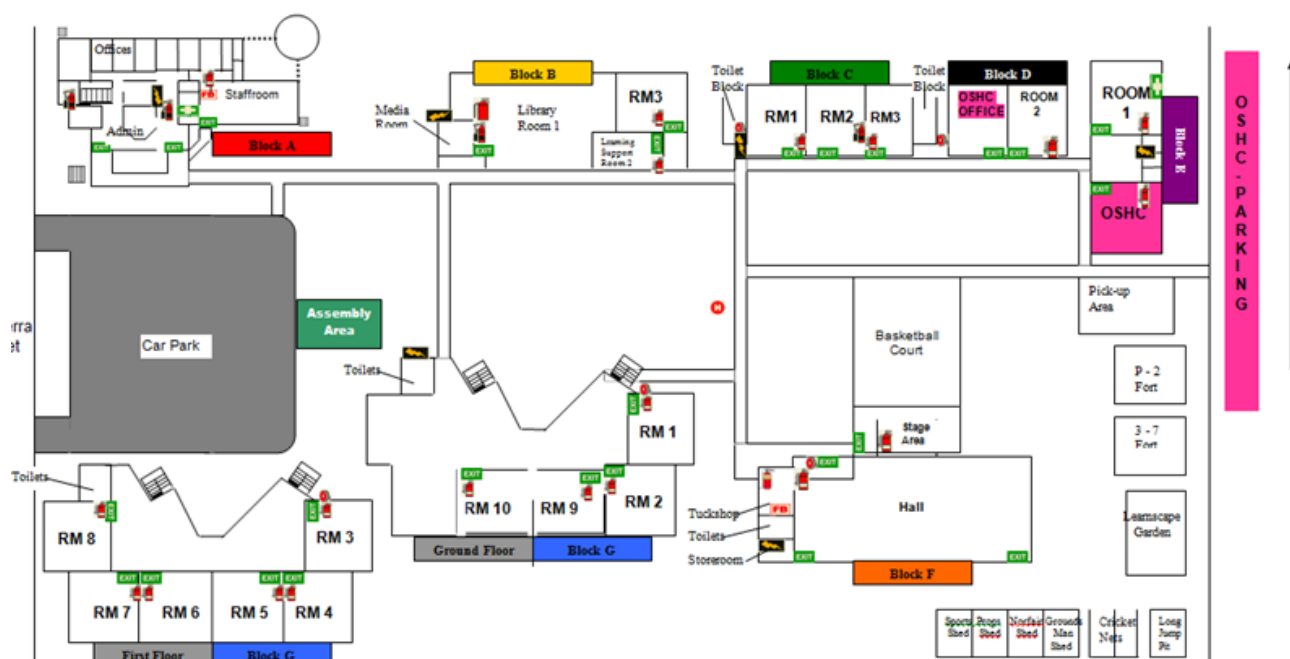 Offices
Staffroom
FB
Admin
EXIT
EXIT
EXIT
Block A
Block B
Media
Room
Library
Room 1
RM3
EXIT
EXIT
EXIT
Learning
Support
Room 2
Toilet
Block
Block C
RM1
RM2
RM3
EXIT
EXIT
EXIT
Toilet
Block
Block D
OSHC
OFFICE
ROOM
2
EXIT
EXIT
ROOM
1
EXIT
Block E
EXIT
OSHC
OSHC-PARKING
Pick-up
Area
Car Park
Assembly
Area
H
Basketball
Court
P - 2
Fort
3 - 7
Fort
Learnscape
Garden
Toilets
EXIT
RM 1
EXIT
RM 2
EXIT
RM 10
EXIT
RM 9
Ground Floor
Block G
Stage
Area
EXIT
EXIT
Hall
Tuckshop
FB
Toilets
Storeroom
EXIT
EXIT
Block F
Toilets
EXIT
RM 8
EXIT
RM 3
EXIT
EXIT
EXIT
EXIT
RM 7
RM 6
RM 5
RM 4
First Floor
Block G
Sports
Shed
Props
Shed
Norfair
Shed
Grounds
Man
Shed
Cricket
Nets
Long
Jump
Pit